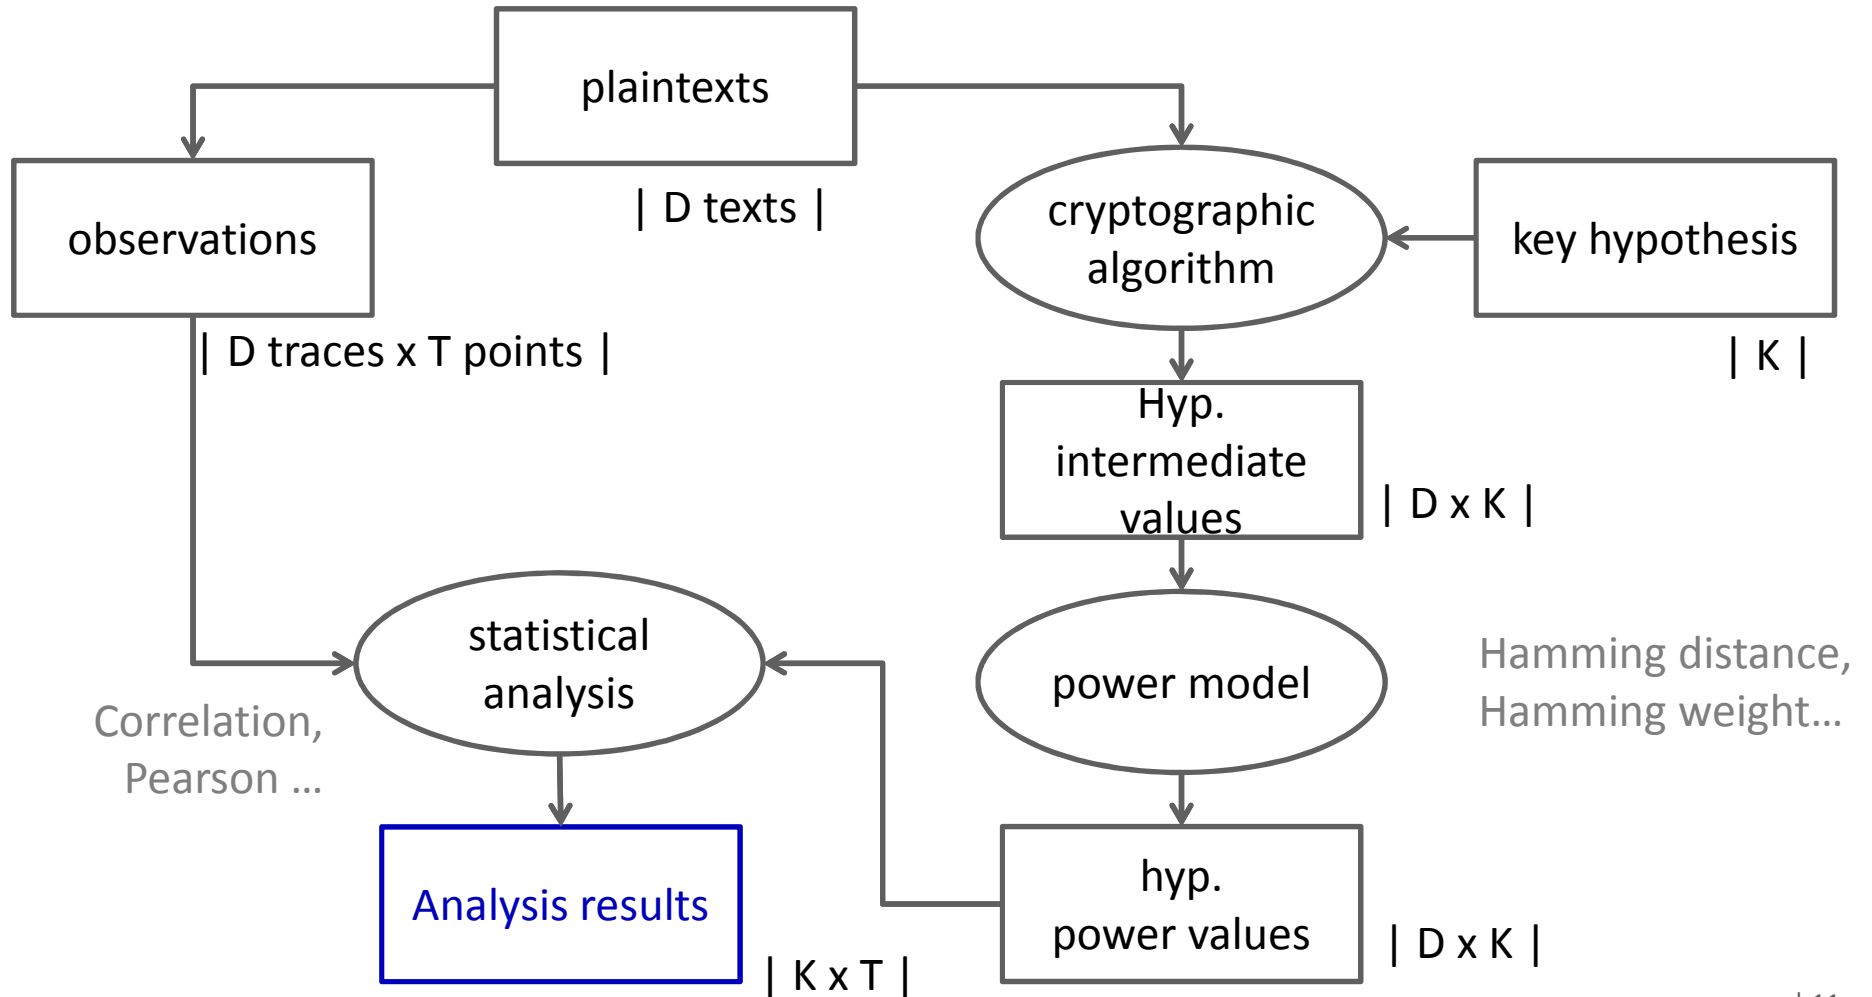 plaintexts
| D texts |
observations
| D traces x T points |
cryptographic
algorithm
key hypothesis
| K |
Hyp.
intermediate
values
| D x K |
statistical
analysis
Correlation,
Pearson ...
power model
Hamming distance,
Hamming weight...
Analysis results
| K x T |
hyp.
power values
| D x K |